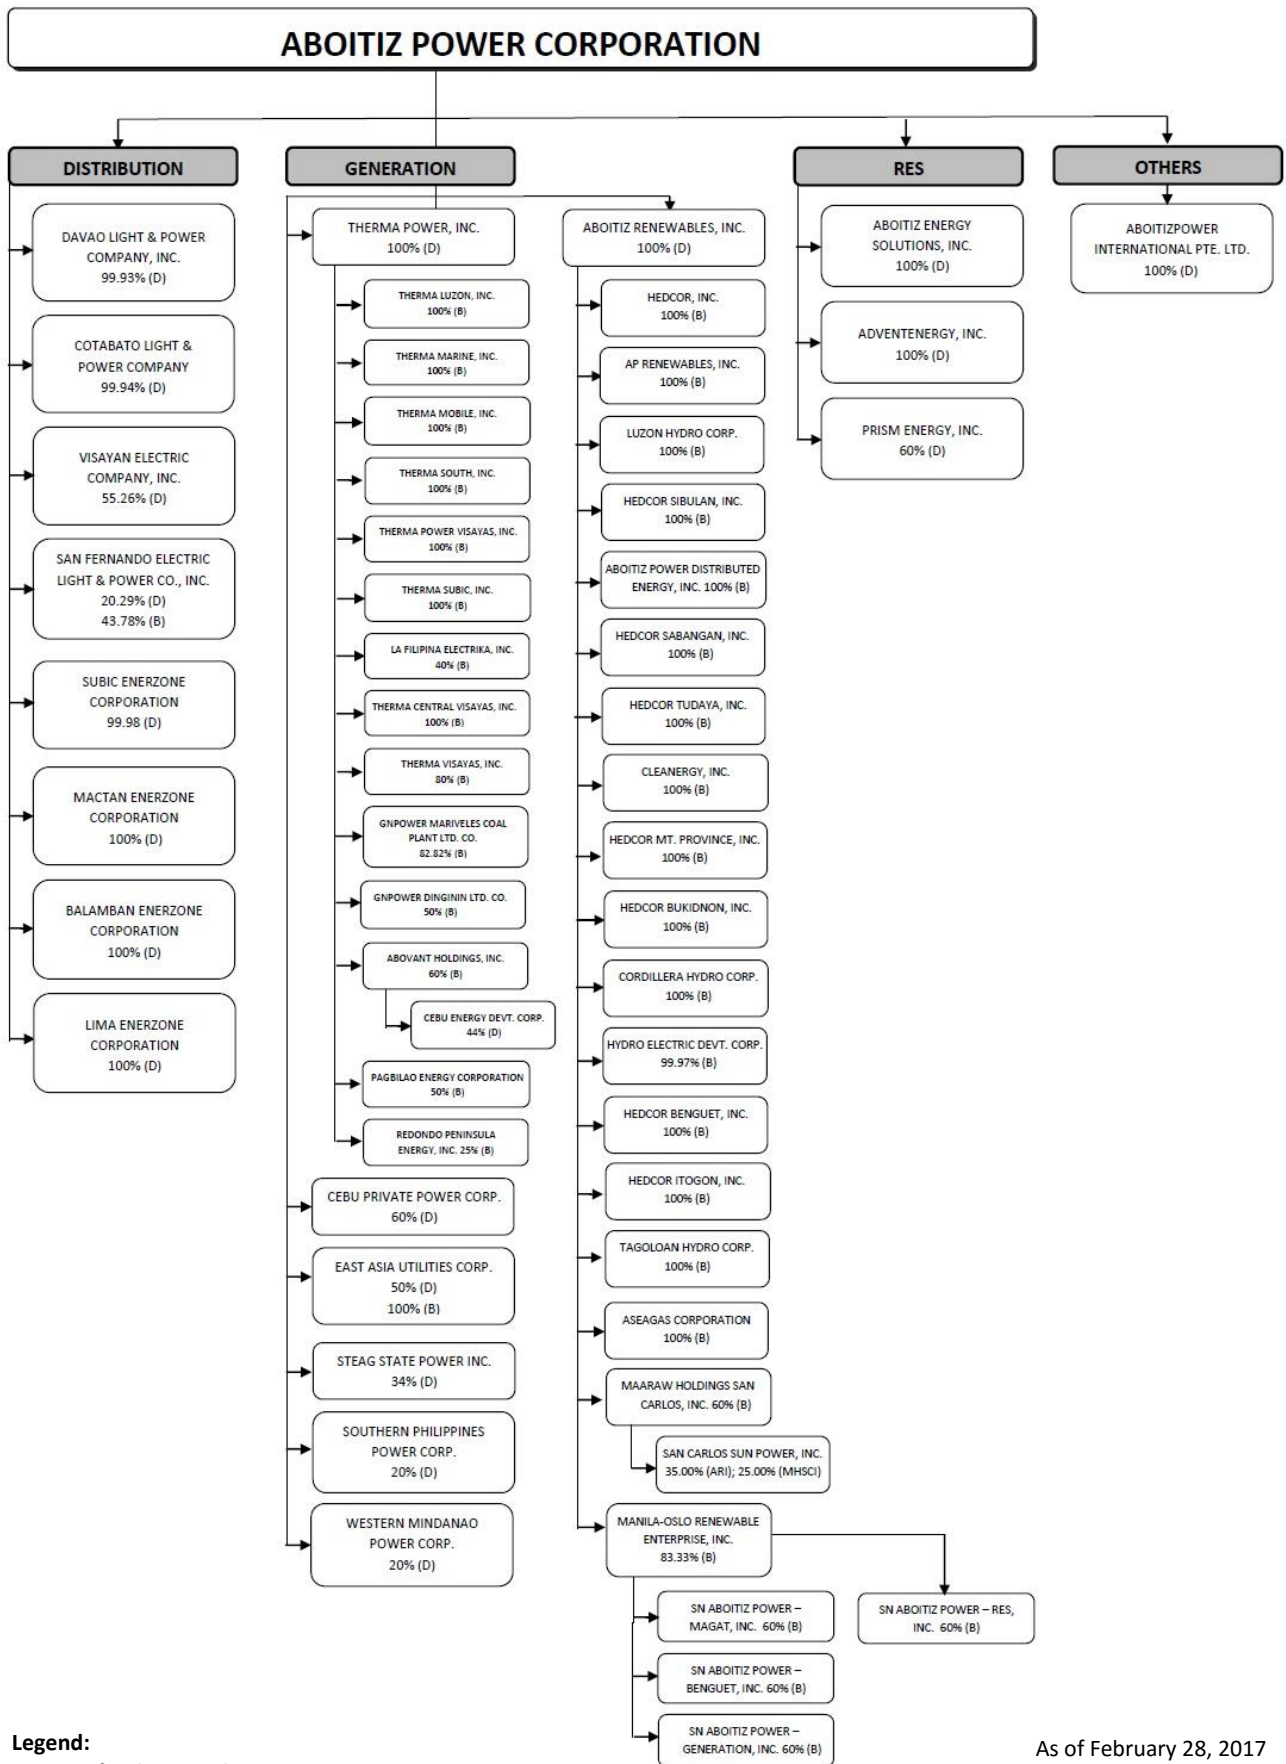 ABOITIZ POWER CORPORATION
DISTRIBUTION
DAVAO LIGHT & POWER
COMPANY, INC.
99.93% (D)
COTABATO LIGHT &
POWER COMPANY
99.94% (D)
VISAYAN ELECTRIC
COMPANY, INC.
55.26% (D)
SAN FERNANDO ELECTRIC
LIGHT & POWER CO., INC.
20.29% (D)
43.78% (B)
SUBIC ENERZONE
CORPORATION
99.98 (D)
MACTAN ENERZONE
CORPORATION
100% (D)
BALAMBAN ENERZONE
CORPORATION
100% (D)
LIMA ENERZONE
CORPORATION
100% (D)
GENERATION
THERMA POWER, INC.
100% (D)
THERMA LUZON, INC.
100% (B)
THERMA MARINE, INC.
100% (B)
THERMA MOBILE, INC.
100% (B)
THERMA SOUTH, INC.
100% (B)
THERMA POWER VISAYAS, INC.
100% (B)
THERMA SUBIC, INC.
100% (B)
LA FILIPINA ELECTRIKA, INC.
40% (B)
THERMA CENTRAL VISAYAS, INC.
100% (B)
THERMA VISAYAS, INC.
80% (B)
GNPOWER MARIVELES COAL
PLANT LTD. CO.
82.82% (B)
GNPOWER DINGININ LTD. CO.
50% (B)
ABOVANT HOLDINGS, INC.
60% (B)
CEBU ENERGY DEVT. CORP.
44% (D)
PAGBILAO ENERGY CORPORATION
50% (B)
REDONDO PENINSULA
ENERGY, INC. 25% (B)
CEBU PRIVATE POWER CORP.
60% (D)
EAST ASIA UTILITIES CORP.
50% (D)
100% (B)
STEAG STATE POWER INC.
34% (D)
SOUTHERN PHILIPPINES
POWER CORP.
20% (D)
WESTERN MINDANAO
POWER CORP.
20% (D)
ABOITIZ RENEWABLES, INC.
100% (D)
HEDCOR, INC.
100% (B)
AP RENEWABLES, INC.
100% (B)
LUZON HYDRO CORP.
100% (B)
HEDCOR SIBULAN, INC.
100% (B)
ABOITIZ POWER DISTRIBUTED
ENERGY, INC. 100% (B)
HEDCOR SABANGAN, INC.
100% (B)
HEDCOR TUDAYA, INC.
100% (B)
CLEANERGY, INC.
100% (B)
HEDCOR MT. PROVINCE, INC.
100% (B)
HEDCOR BUKIDNON, INC.
100% (B)
CORDILLERA HYDRO CORP.
100% (B)
HYDRO ELECTRIC DEVT. CORP.
99.97% (B)
HEDCOR BENGUET, INC.
100% (B)
HEDCOR ITOGON, INC.
100% (B)
TAGOLOAN HYDRO CORP.
100% (B)
ASEAGAS CORPORATION
100% (B)
MAARAW HOLDINGS SAN
CARLOS, INC. 60% (B)
SAN CARLOS SUN POWER, INC.
35.00% (ARI); 25.00% (MHSCI)
MANILA-OSLO RENEWABLE
ENTERPRISE, INC.
83.33% (B)
SN ABOITIZ POWER –
MAGAT, INC. 60% (B)
SN ABOITIZ POWER –
BENGUET, INC. 60% (B)
SN ABOITIZ POWER –
GENERATION, INC. 60% (B)
SN ABOITIZ POWER – RES,
INC. 60% (B)
RES
ABOITIZ ENERGY
SOLUTIONS, INC.
100% (D)
ADVENTENERGY, INC.
100% (D)
PRISM ENERGY, INC.
60% (D)
OTHERS
ABOITIZPOWER
INTERNATIONAL PTE. LTD.
100% (D)
Legend:
As of February 28, 2017